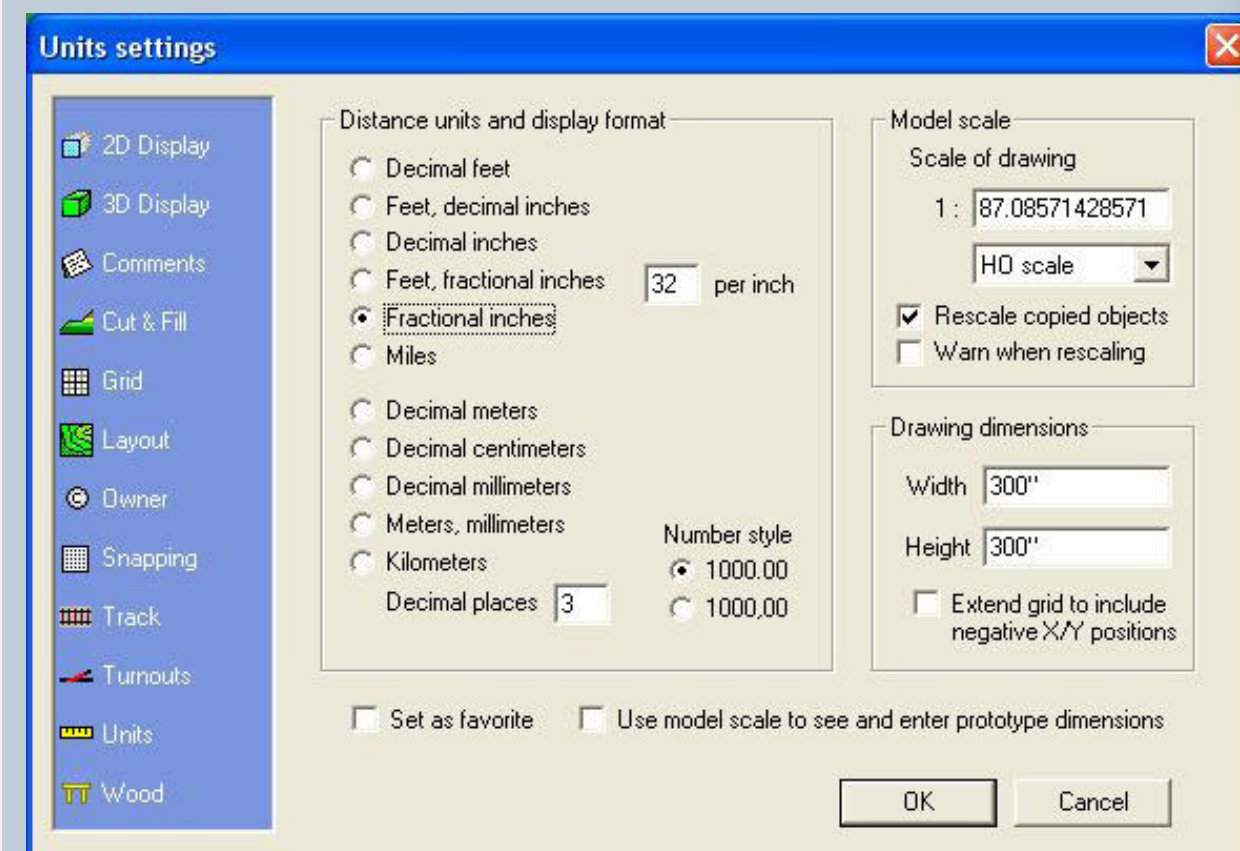 Units settings
2D Display
3D Display
Comments
Cut & Fill
Grid
Layout
Owner
Snapping
Track
Turnouts
Units
Wood
Distance units and display format
Decimal feet
Feet, decimal inches
Decimal inches
Feet, fractional inches 32 per inch
Fractional inches
Miles
Decimal meters
Decimal centimeters
Decimal millimeters
Meters, millimeters
Kilometers
Decimal places 3
Number style
1000.00
1000,00
Model scale
Scale of drawing
1 : 87.08571428571
HO scale
Rescale copied objects
Warn when rescaling
Drawing dimensions
Width 300"
Height 300"
Extend grid to include
negative X/Y positions
Set as favorite
Use model scale to see and enter prototype dimensions
OK
Cancel